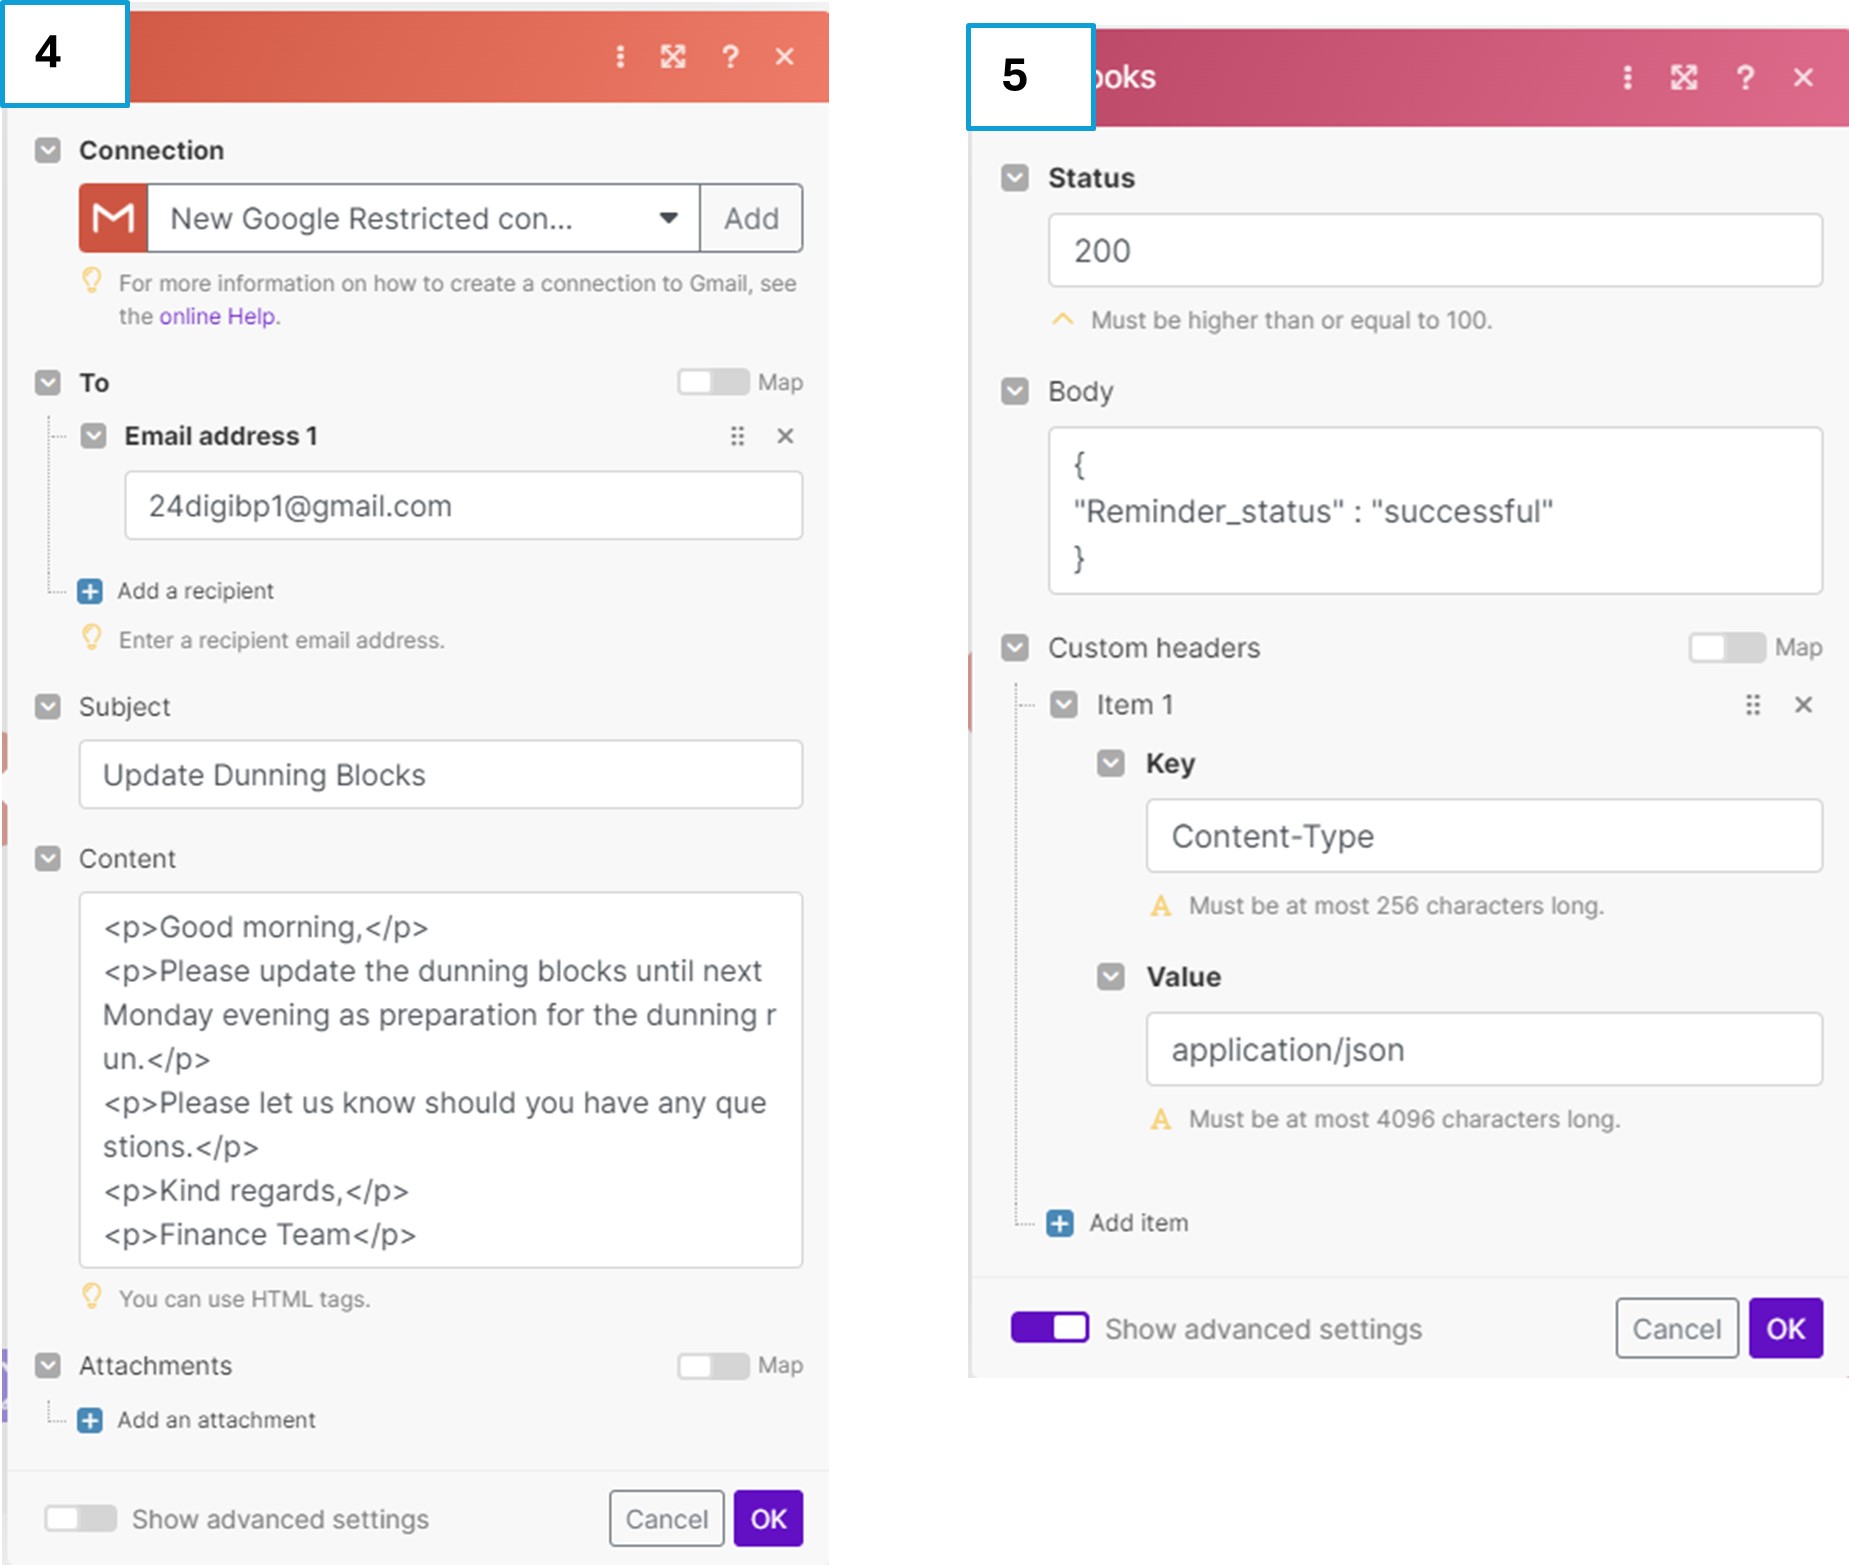 4
Connection
New Google Restricted con...
Add
For more information on how to create a connection to Gmail, see
the online Help.
To
Map
Email address 1
24digibp1@gmail.com
Add a recipient
Enter a recipient email address.
Subject
Update Dunning Blocks
Content
<p>Good morning,</p>
<p>Please update the dunning blocks until next
Monday evening as preparation for the dunning r
un.</p>
<p>Please let us know should you have any que
stions.</p>
<p>Kind regards,</p>
<p>Finance Team</p>
You can use HTML tags.
Attachments
Map
Add an attachment
Show advanced settings
Cancel
OK
5
ooks
Status
200
Must be higher than or equal to 100.
Body
{
"Reminder_status" : "successful"
}
Custom headers
Map
Item 1
Key
Content-Type
Must be at most 256 characters long.
Value
application/json
Must be at most 4096 characters long.
Add item
Show advanced settings
Cancel
OK